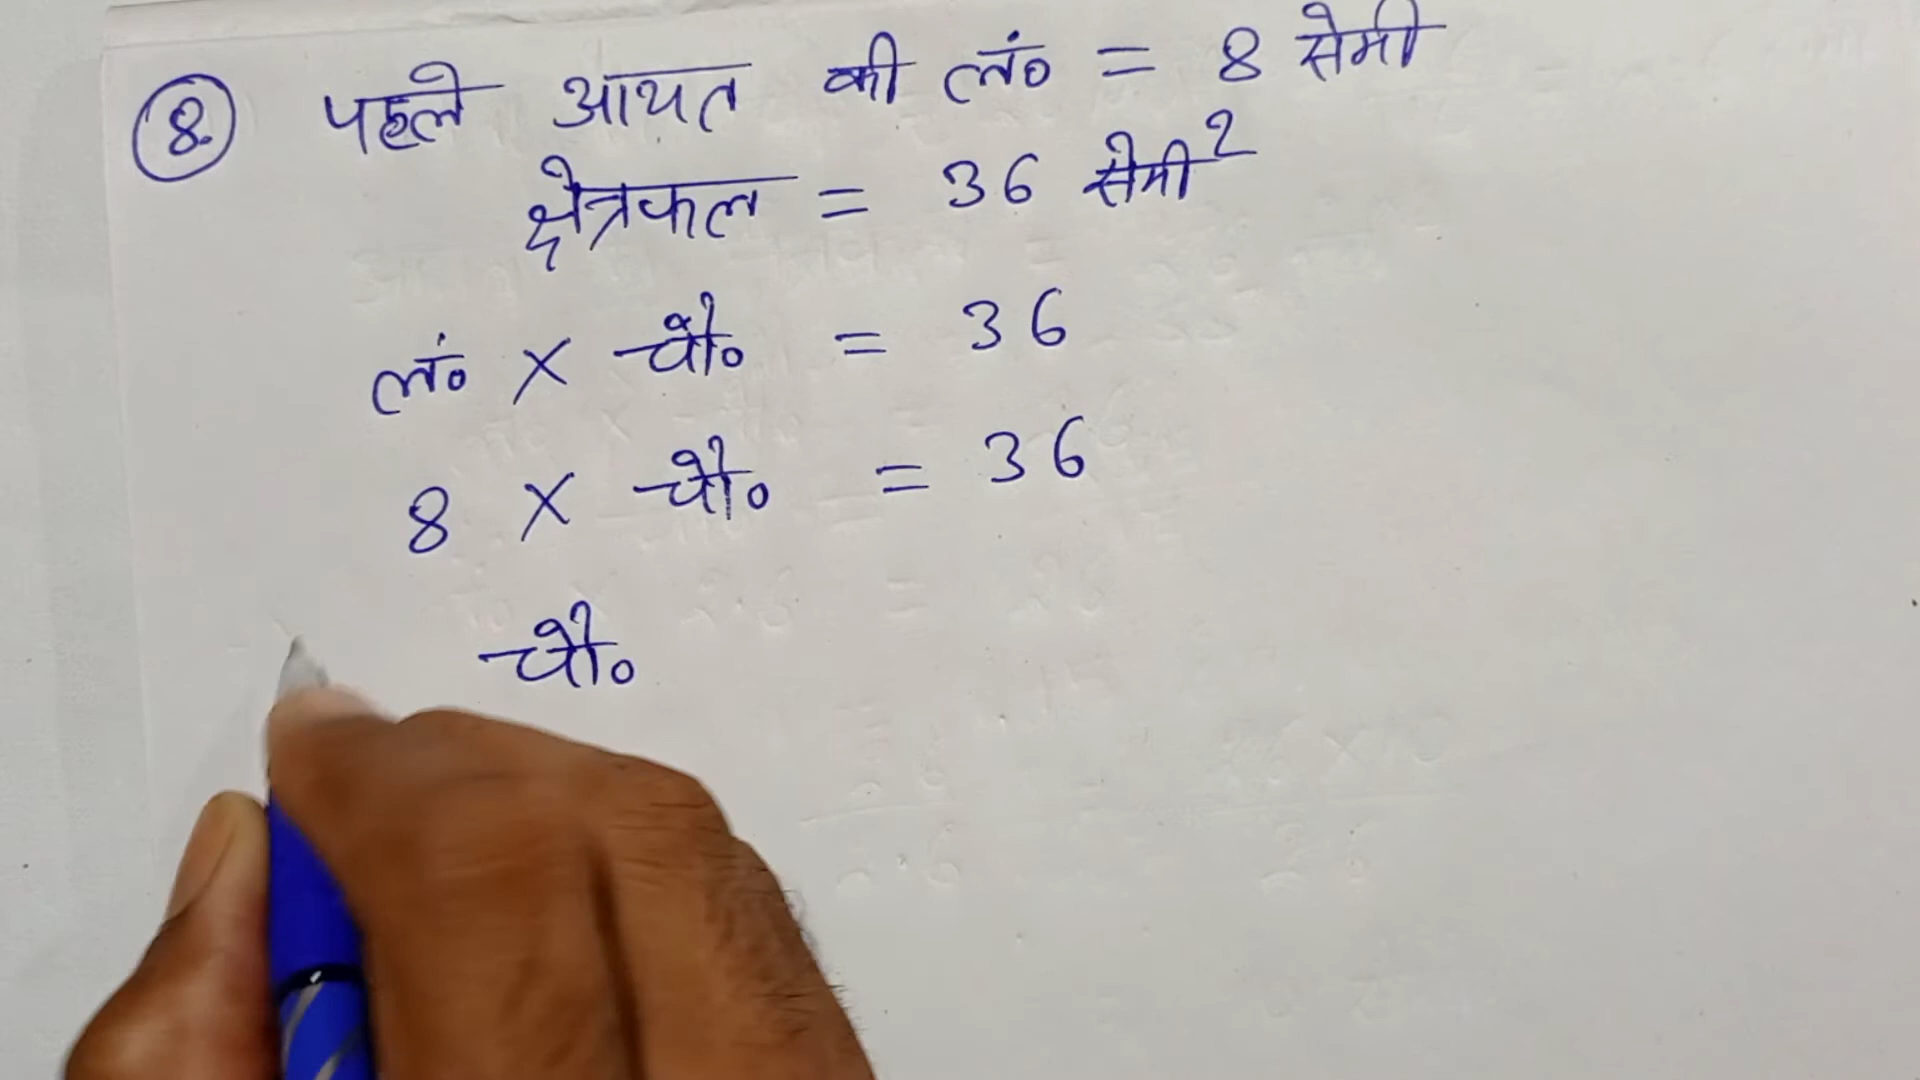 8. पहले आयत की लं० = 8 सेमी
क्षेत्रफल = 36 सेमी²
लं० × चौ० = 36
8 × चौ० = 36
चौ०